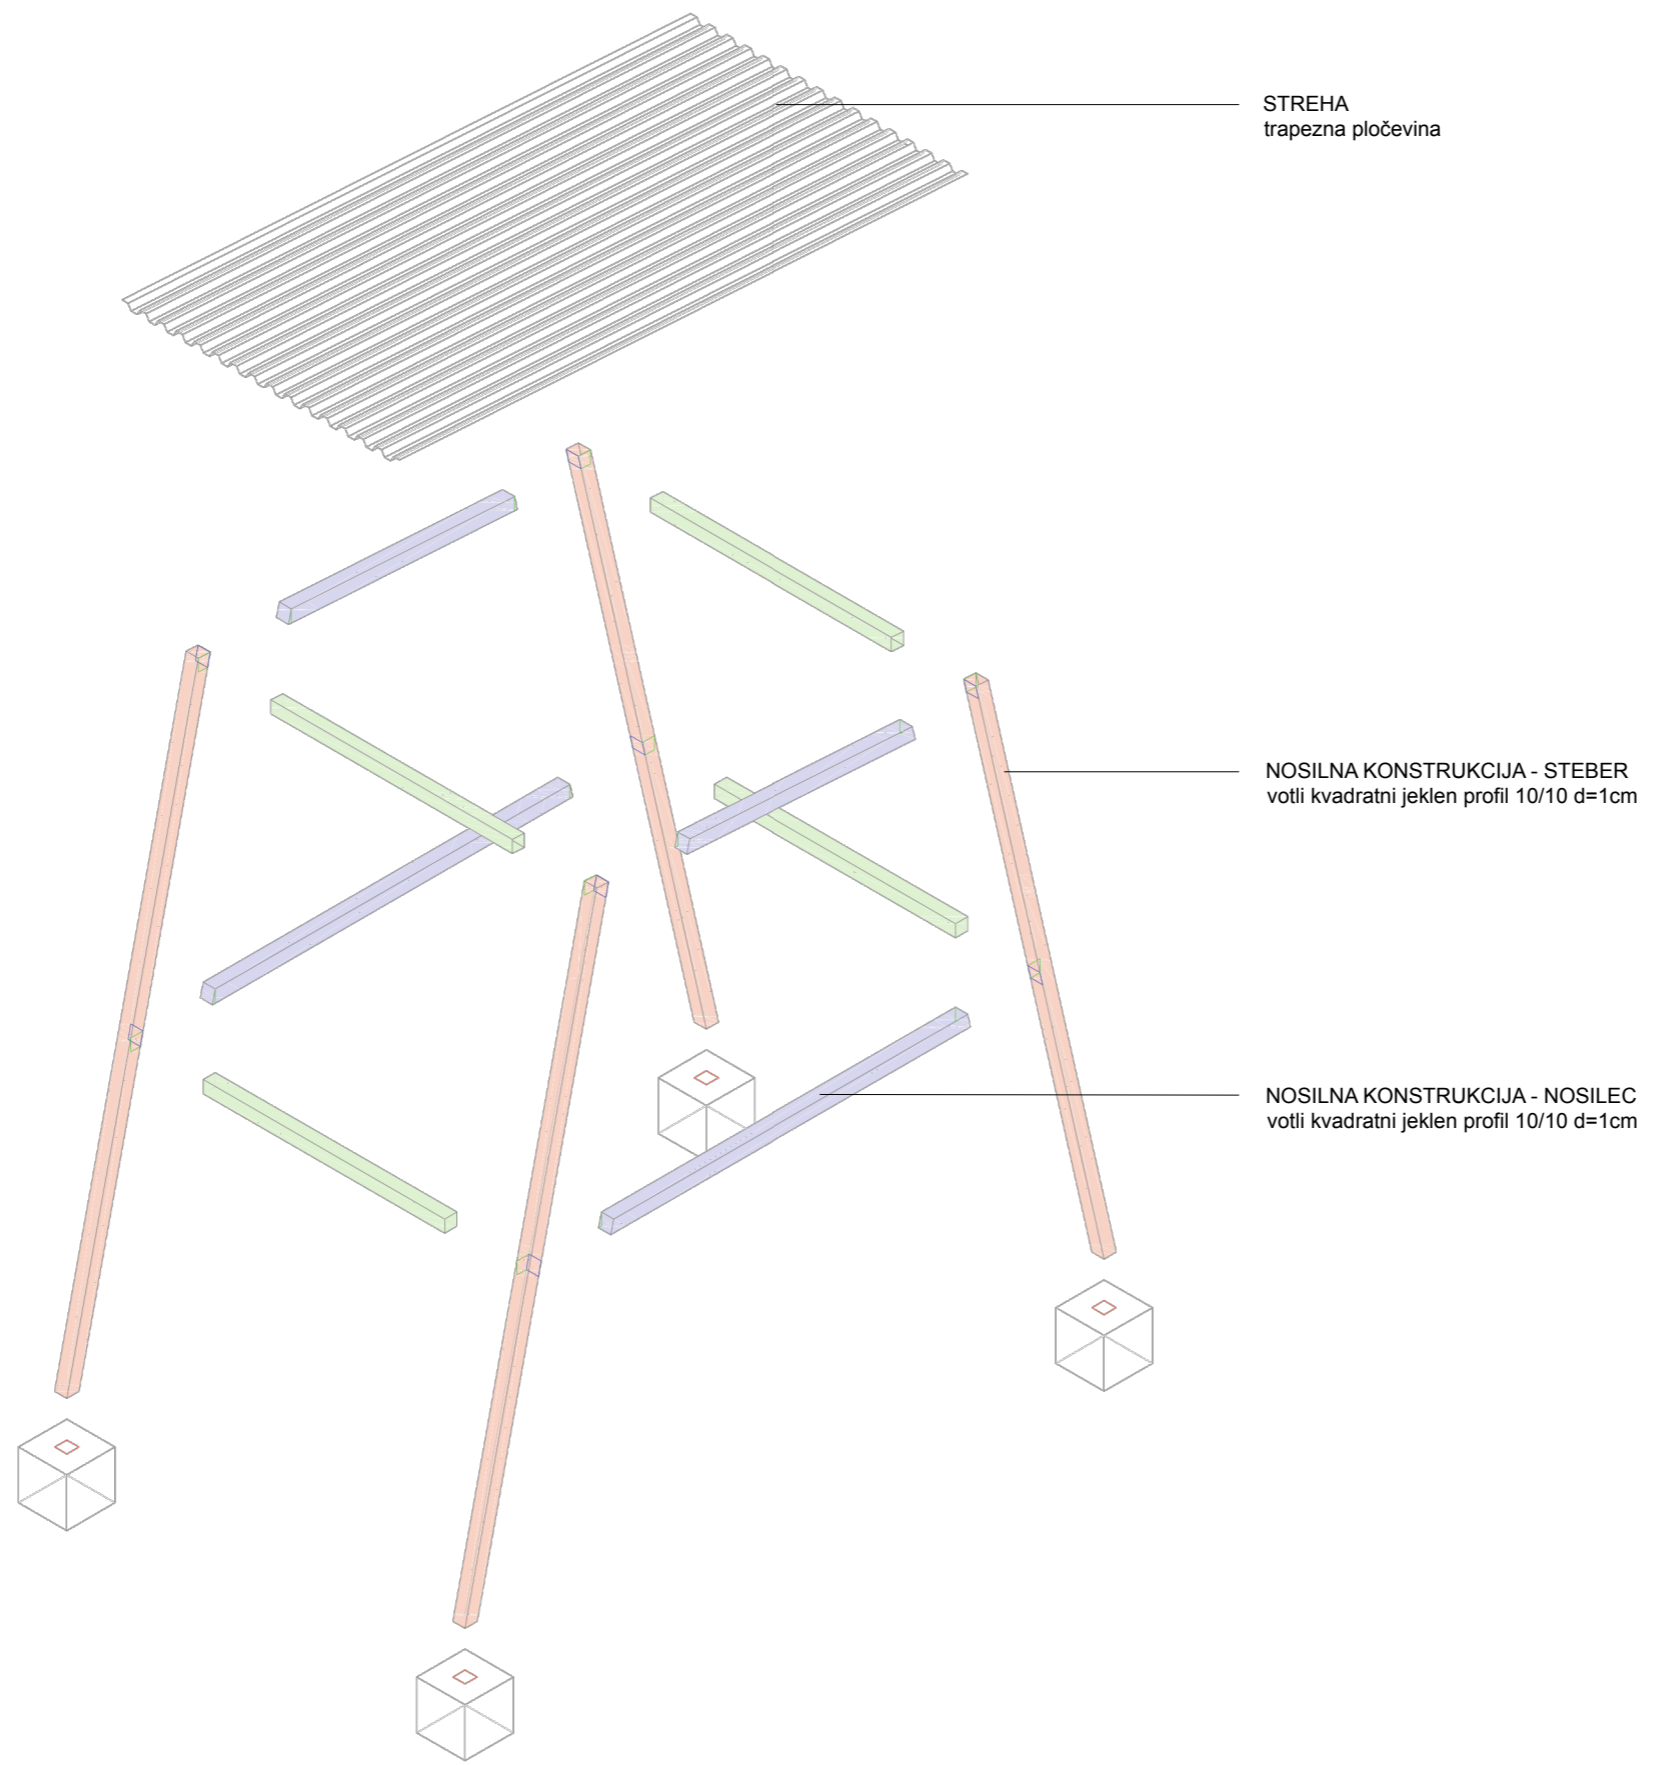 STREHA
trapezna pločevina
NOSILNA KONSTRUKCIJA - STEBER
votli kvadratni jeklen profil 10/10 d=1cm
NOSILNA KONSTRUKCIJA - NOSILEC
votli kvadratni jeklen profil 10/10 d=1cm